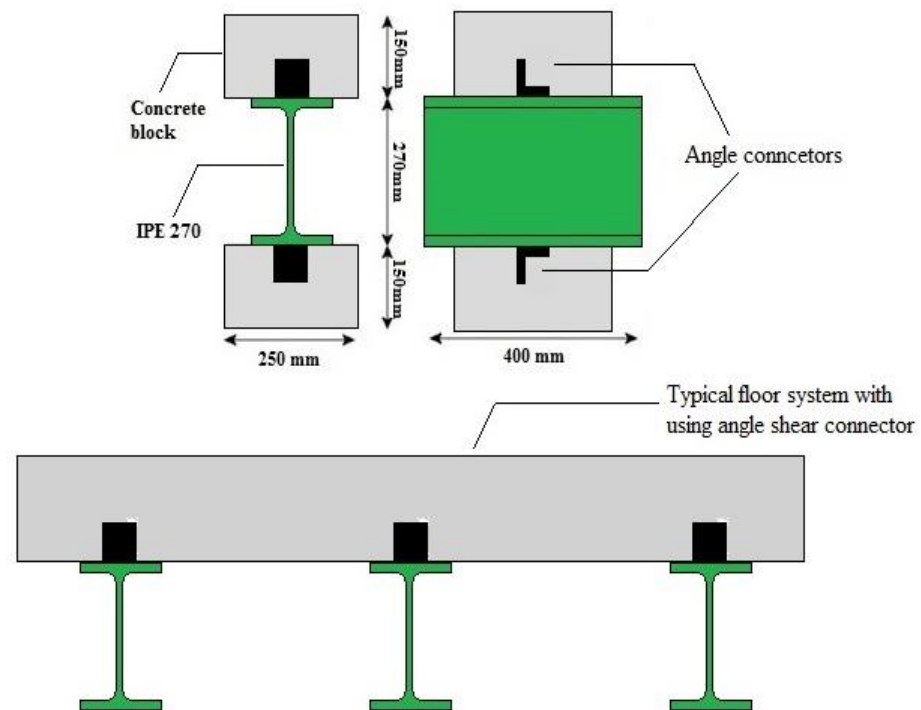 150mm
Concrete
block
270mm
IPE 270
150mm
250 mm
400 mm
Angle conncetors
Typical floor system with
using angle shear connector